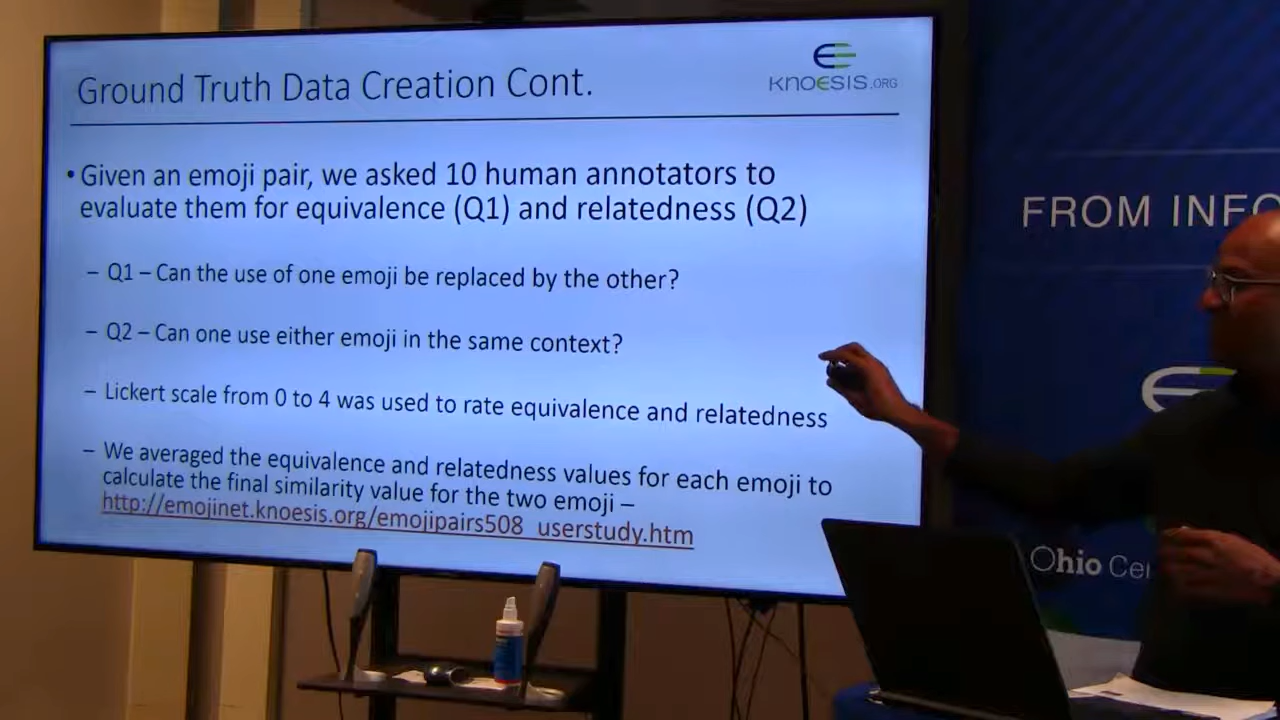 Ground Truth Data Creation Cont.
KNOESIS.ORG
• Given an emoji pair, we asked 10 human annotators to
evaluate them for equivalence (Q1) and relatedness (Q2)
– Q1 – Can the use of one emoji be replaced by the other?
– Q2 – Can one use either emoji in the same context?
– Lickert scale from 0 to 4 was used to rate equivalence and relatedness
– We averaged the equivalence and relatedness values for each emoji to
calculate the final similarity value for the two emoji –
http://emojinet.knoesis.org/emojipairs508_userstudy.htm
FROM INFO
Ohio Cen